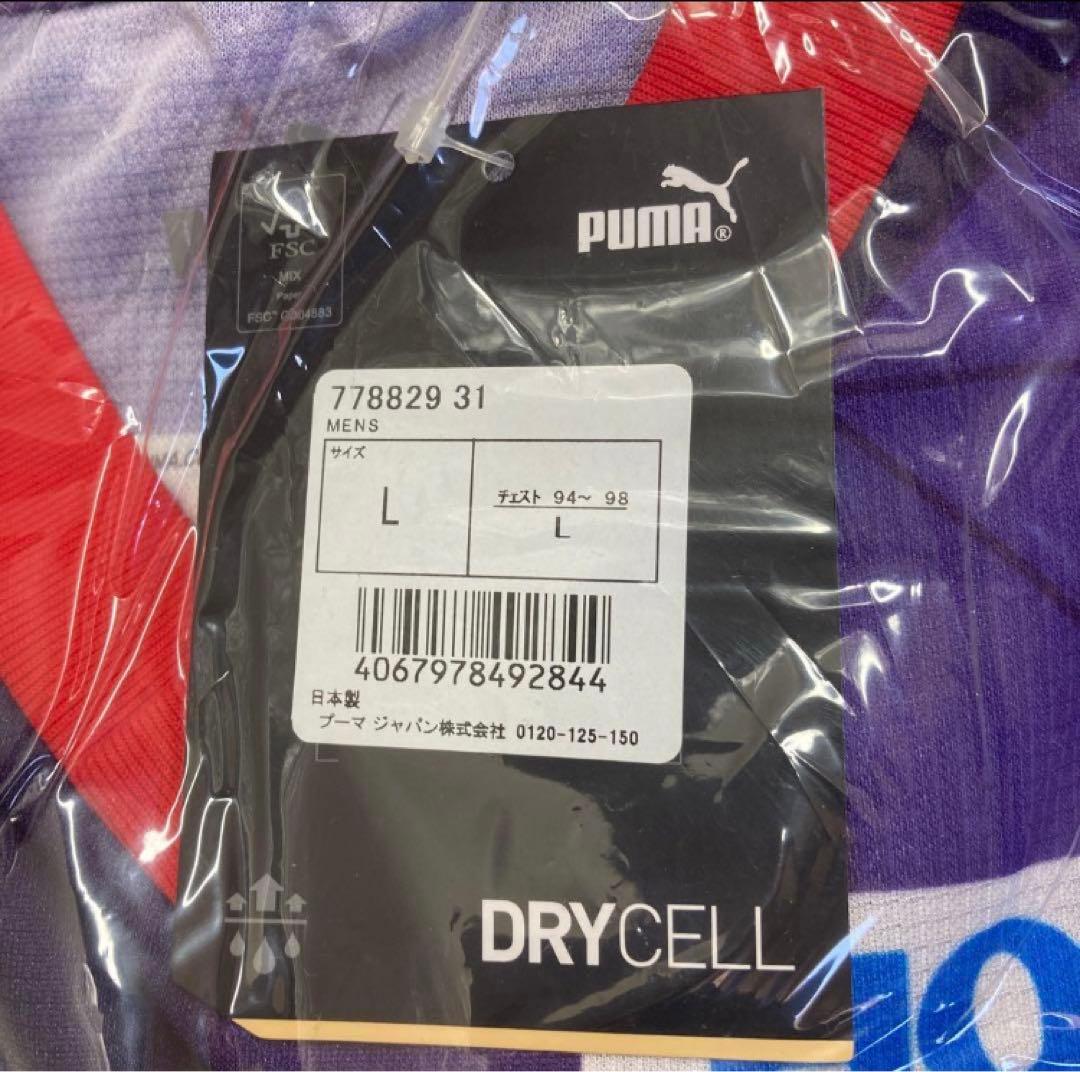 PUMA®
FSC
MIX
778829 31
MENS
サイズ
L
チェスト 94〜 98
L
4067978492844
日本製
プーマ ジャパン株式会社 0120-125-150
DRYCELL